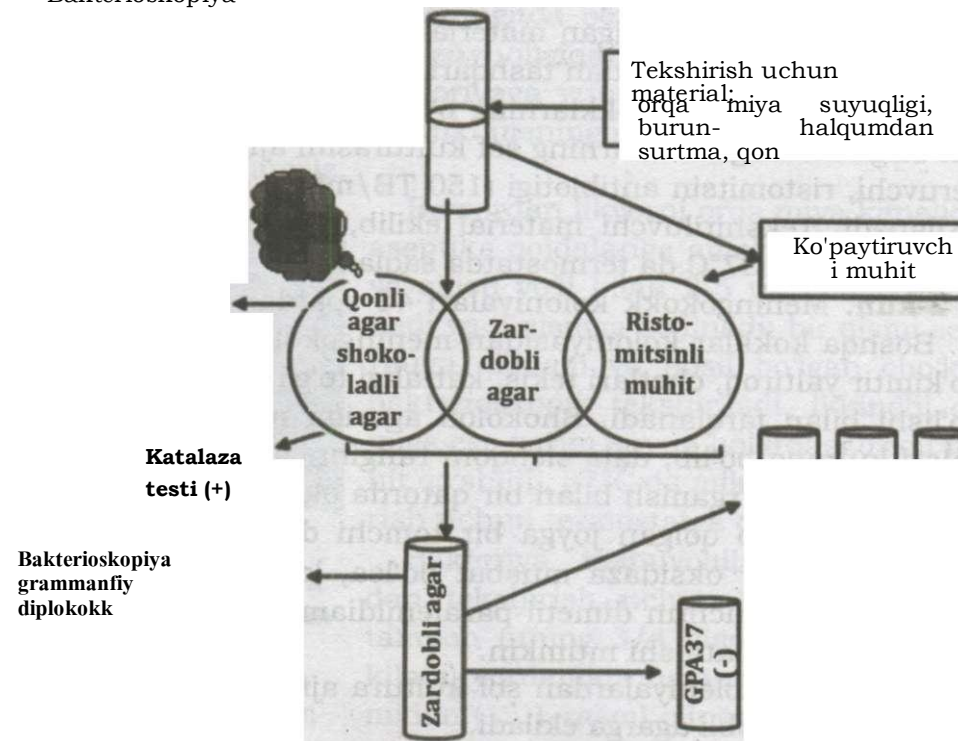 Bakterioskopiya
Tekshirish uchun
material:
orqa miya suyuqligi,
burun- halqumdan
surtma, qon
Ko'paytiruvch
i muhit
Qonli
agar
shoko-
ladli
agar
Zar-
dobli
agar
Risto-
mitsinli
muhit
Katalaza
testi (+)
Bakterioskopiya
grammanfiy
diplokokk
Zardobli agar
GPA37
(-)